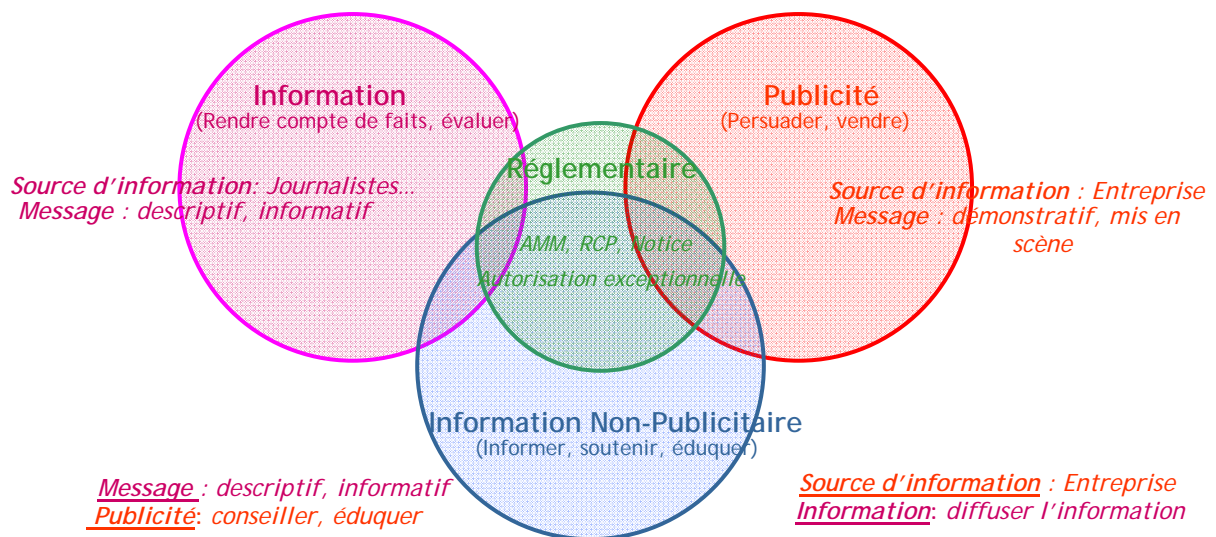 Information
(Rendre compte de faits, évaluer)
Source d'information: Journalistes...
Message : descriptif, informatif
Publicité
(Persuader, vendre)
Source d'information : Entreprise
Message : démonstratif, mis en
scène
Réglementaire
AMM, RCP, Notice
Autorisation exceptionnelle
Information Non-Publicitaire
(Informer, soutenir, éduquer)
Message : descriptif, informatif
Publicité: conseiller, éduquer
Source d'information : Entreprise
Information: diffuser l'information